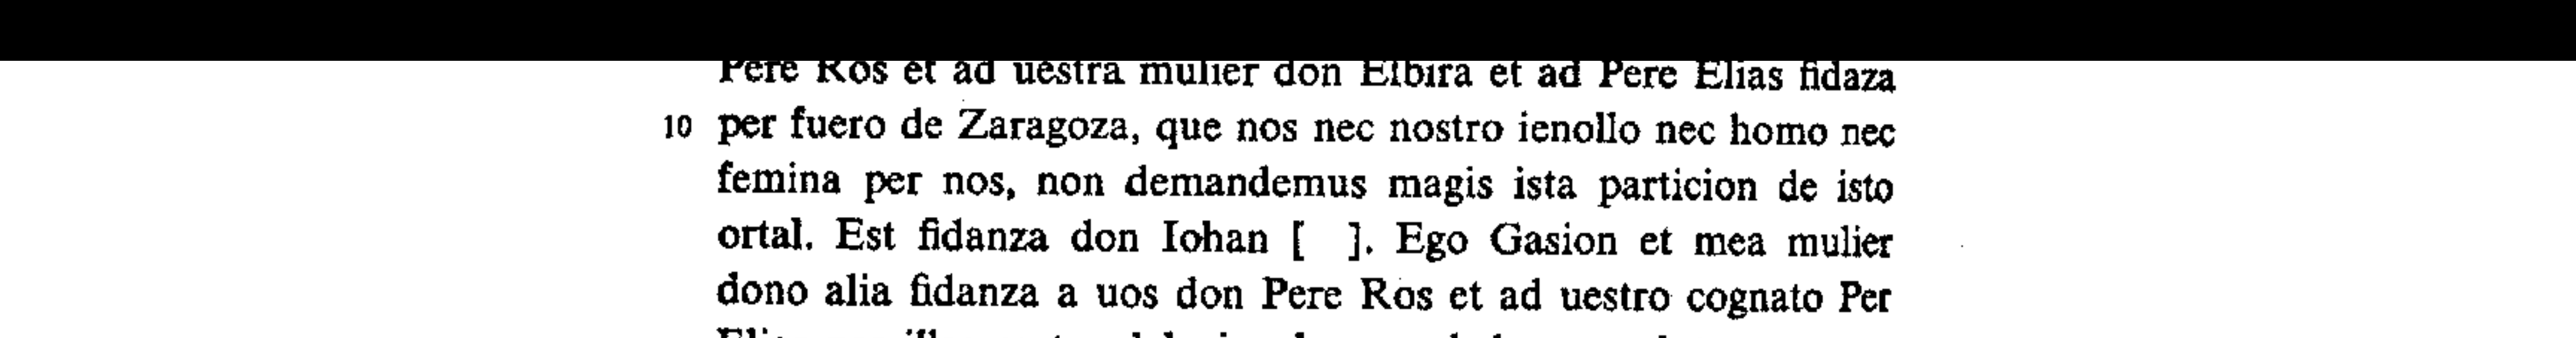 Pere Ros et ad uestra mulier don Elbira et ad Pere Elias fidaza
10 per fuero de Zaragoza, que nos nec nostro ienollo nec homo nec
femina per nos, non demandemus magis ista particion de isto
ortal. Est fidanza don Iohan [ ]. Ego Gasion et mea mulier
dono alia fidanza a uos don Pere Ros et ad uestro cognato Per